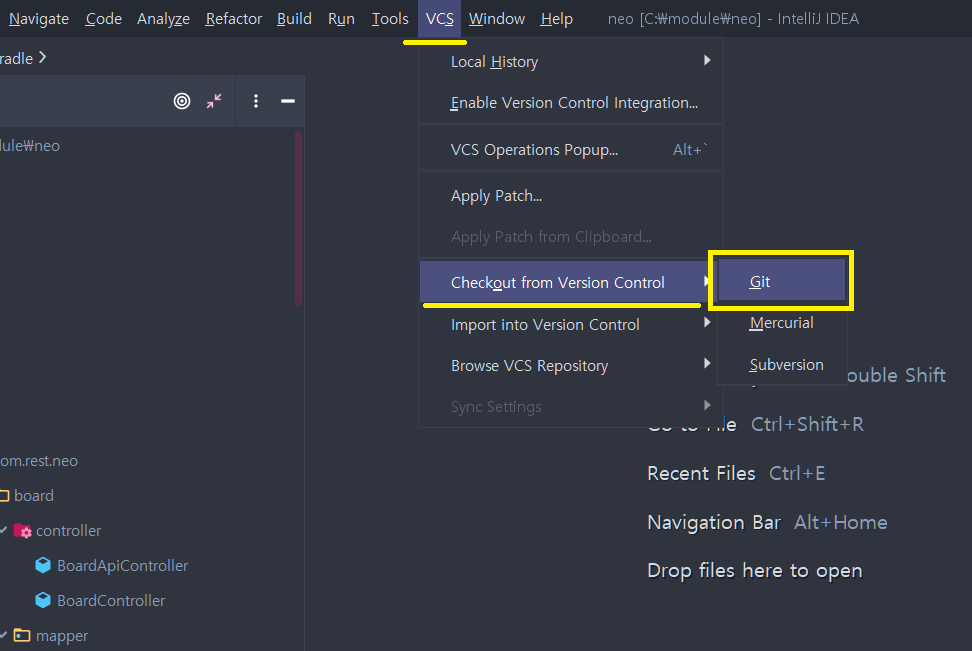 Navigate Code Analyze Refactor Build Run Tools VCS Window Help neo [C:₩module₩neo] - IntelliJ IDEA
radle
Local History
Enable Version Control Integration...
ule₩neo
VCS Operations Popup... Alt+`
Apply Patch...
Apply Patch from Clipboard...
Checkout from Version Control Git
Import into Version Control Mercurial
Browse VCS Repository Subversion
ouble Shift
Sync Settings
Go to File Ctrl+Shift+R
om.rest.neo
Recent Files Ctrl+E
board
Navigation Bar Alt+Home
controller
BoardApiController
Drop files here to open
BoardController
mapper